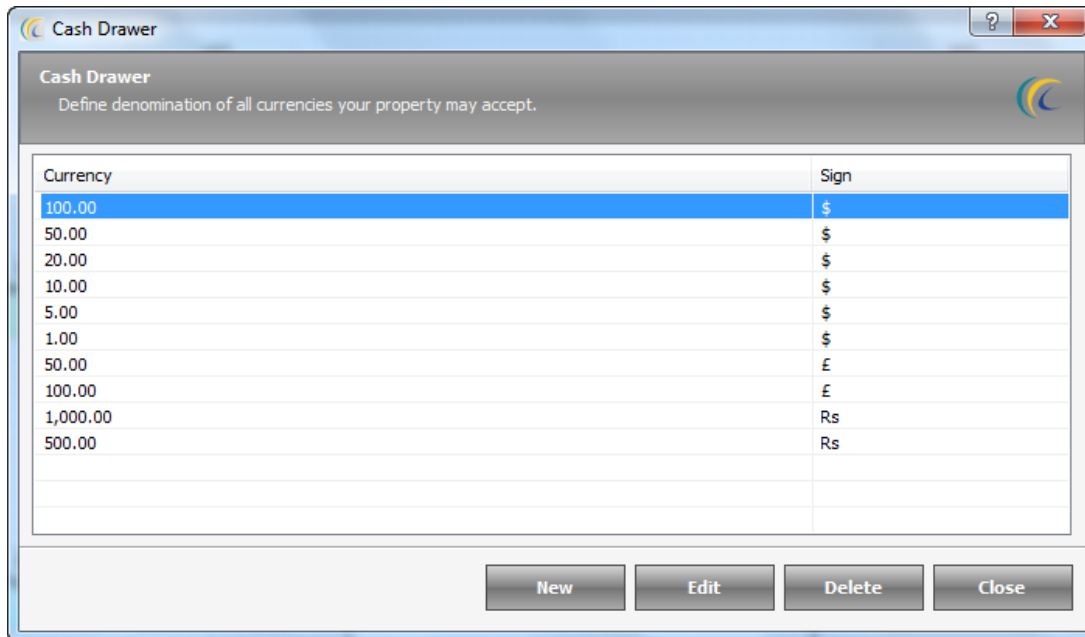 Cash Drawer
Cash Drawer
Define denomination of all currencies your property may accept.
Currency Sign
100.00 $
50.00 $
20.00 $
10.00 $
5.00 $
1.00 $
50.00 £
100.00 £
1,000.00 Rs
500.00 Rs
New Edit Delete Close